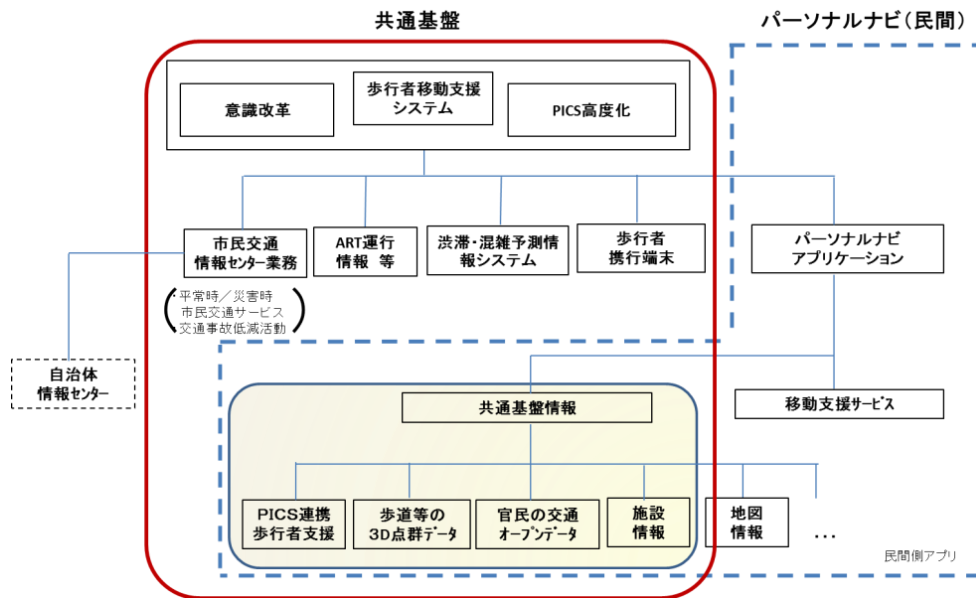 共通基盤
パーソナルナビ(民間)
意識改革
歩行者移動支援
システム
PICS高度化
市民交通
情報センター業務
ART運行
情報 等
渋滞・混雑予測情
報システム
歩行者
携行端末
パーソナルナビ
アプリケーション
・平常時／災害時
市民交通サービス
・交通事故低減活動
自治体
情報センター
共通基盤情報
移動支援サービス
PICS連携
歩行者支援
歩道等の
3D点群データ
官民の交通
オープンデータ
施設
情報
地図
情報
...
民間側アプリ